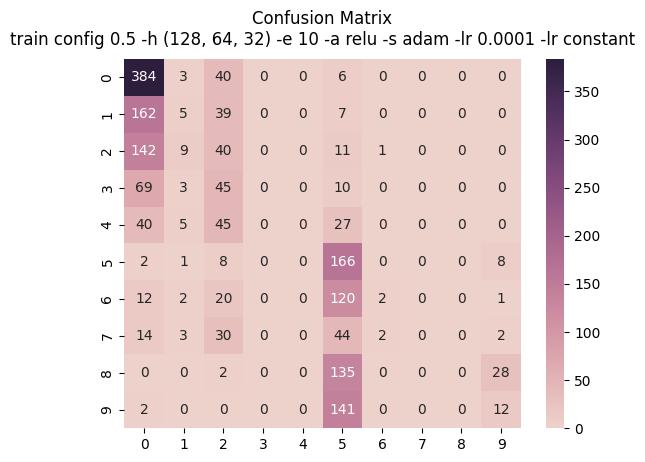 Confusion Matrix
train config 0.5 -h (128, 64, 32) -e 10 -a relu -s adam -lr 0.0001 -lr constant
0 384 3 40 0 0 6 0 0 0 0
1 162 5 39 0 0 7 0 0 0 0
2 142 9 40 0 0 11 1 0 0 0
3 69 3 45 0 0 10 0 0 0 0
4 40 5 45 0 0 27 0 0 0 0
5 2 1 8 0 0 166 0 0 0 8
6 12 2 20 0 0 120 2 0 0 1
7 14 3 30 0 0 44 2 0 0 2
8 0 0 2 0 0 135 0 0 0 28
9 2 0 0 0 0 141 0 0 0 12
0 1 2 3 4 5 6 7 8 9
350
300
250
200
150
100
50
0